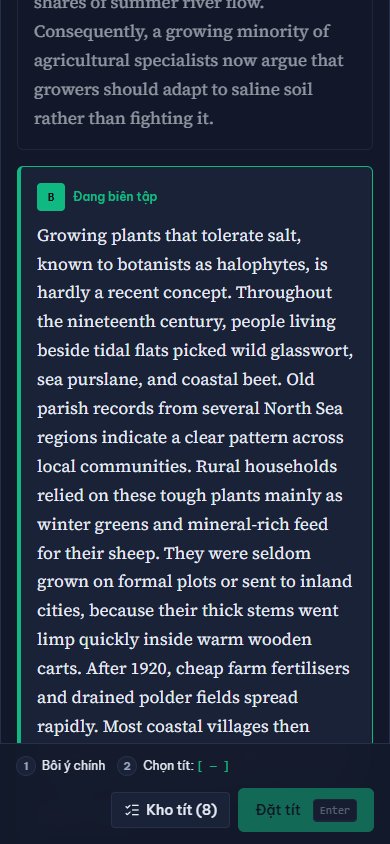 shares of summer river flow.
Consequently, a growing minority of
agricultural specialists now argue that
growers should adapt to saline soil
rather than fighting it.
B Đang biên tập
Growing plants that tolerate salt,
known to botanists as halophytes, is
hardly a recent concept. Throughout
the nineteenth century, people living
beside tidal flats picked wild glasswort,
sea purslane, and coastal beet. Old
parish records from several North Sea
regions indicate a clear pattern across
local communities. Rural households
relied on these tough plants mainly as
winter greens and mineral-rich feed
for their sheep. They were seldom
grown on formal plots or sent to inland
cities, because their thick stems went
limp quickly inside warm wooden
carts. After 1920, cheap farm fertilisers
and drained polder fields spread
rapidly. Most coastal villages then
1 Bôi ý chính 2 Chọn tít: [ – ]
Kho tít (8) Đặt tít Enter